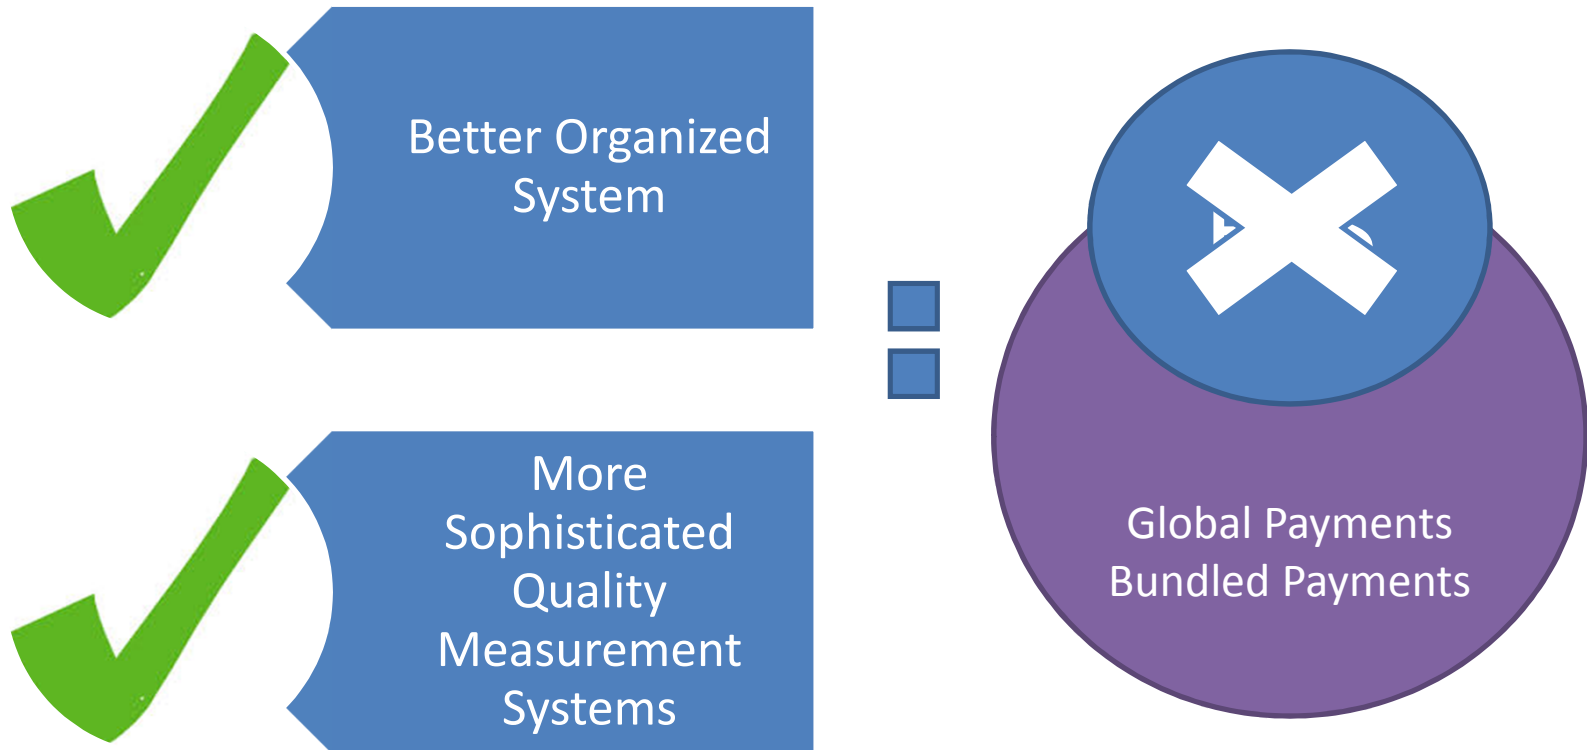 Better Organized
System
More
Sophisticated
Quality
Measurement
Systems
Global Payments
Bundled Payments